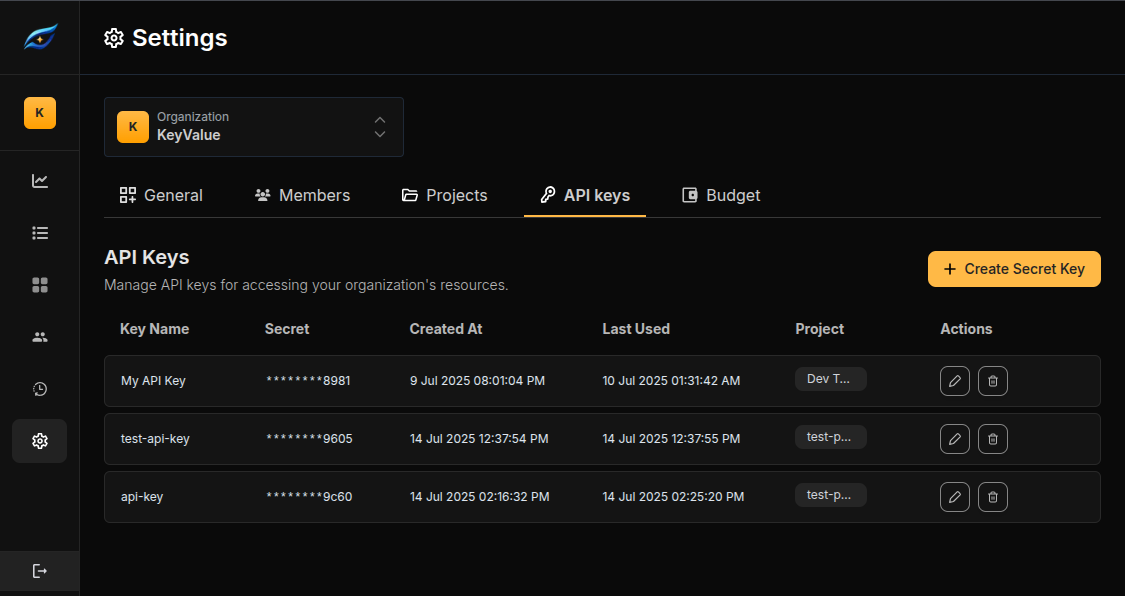 Settings
K
K
Organization
KeyValue
General Members Projects API keys Budget
API Keys
Manage API keys for accessing your organization's resources.
+ Create Secret Key
Key Name Secret Created At Last Used Project Actions
My API Key ********8981 9 Jul 2025 08:01:04 PM 10 Jul 2025 01:31:42 AM Dev T...
test-api-key ********9605 14 Jul 2025 12:37:54 PM 14 Jul 2025 12:37:55 PM test-p...
api-key ********9c60 14 Jul 2025 02:16:32 PM 14 Jul 2025 02:25:20 PM test-p...